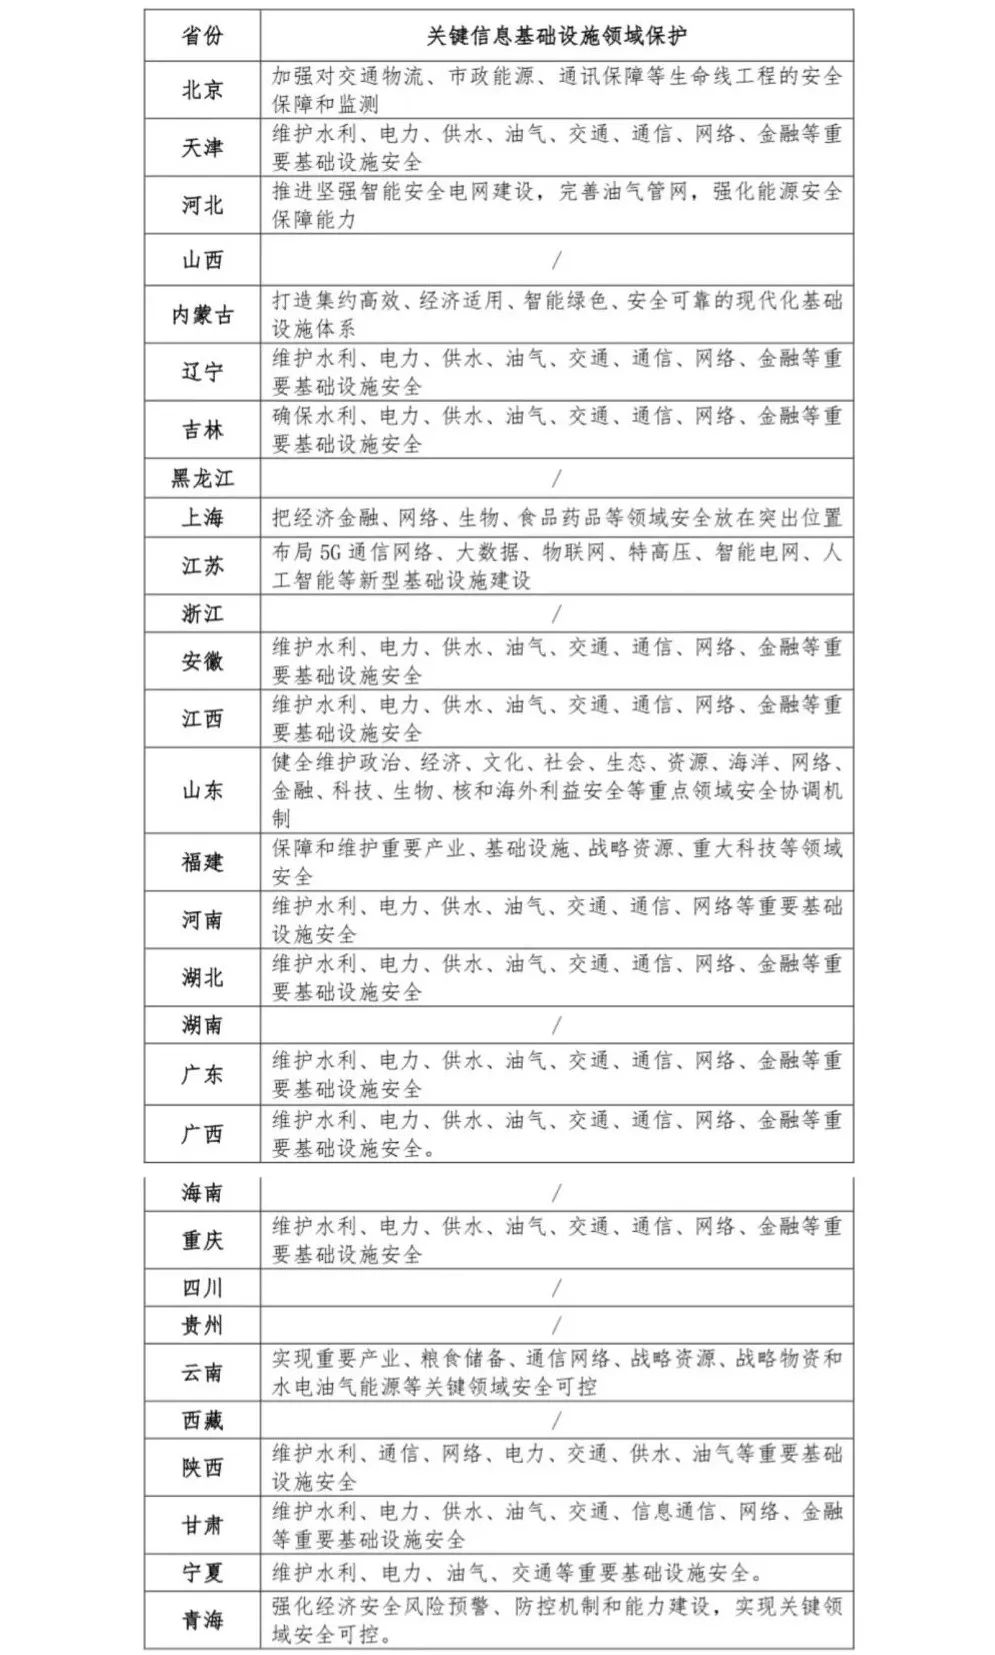 省份 关键信息基础设施领域保护
北京 加强对交通物流、市政能源、通讯保障等生命线工程的安全
保障和监测
天津 维护水利、电力、供水、油气、交通、通信、网络、金融等重
要基础设施安全
河北 推进坚强智能安全电网建设，完善油气管网，强化能源安全
保障能力
山西 /
内蒙古 打造集约高效、经济适用、智能绿色、安全可靠的现代化基础
设施体系
辽宁 维护水利、电力、供水、油气、交通、通信、网络、金融等重
要基础设施安全
吉林 确保水利、电力、供水、油气、交通、通信、网络、金融等重
要基础设施安全
黑龙江 /
上海 把经济金融、网络、生物、食品药品等领域安全放在突出位置
江苏 布局 5G 通信网络、大数据、物联网、特高压、智能电网、人
工智能等新型基础设施建设
浙江 /
安徽 维护水利、电力、供水、油气、交通、通信、网络、金融等重
要基础设施安全
江西 维护水利、电力、供水、油气、交通、通信、网络、金融等重
要基础设施安全
山东 健全维护政治、经济、文化、社会、生态、资源、海洋、网络、
金融、科技、生物、核和海外利益安全等重点领域安全协调机
制
福建 保障和维护重要产业、基础设施、战略资源、重大科技等领域
安全
河南 维护水利、电力、供水、油气、交通、通信、网络等重要基础
设施安全
湖北 维护水利、电力、供水、油气、交通、通信、网络、金融等重
要基础设施安全
湖南 /
广东 维护水利、电力、供水、油气、交通、通信、网络、金融等重
要基础设施安全
广西 维护水利、电力、供水、油气、交通、通信、网络、金融等重
要基础设施安全。
海南 /
重庆 维护水利、电力、供水、油气、交通、通信、网络、金融等重
要基础设施安全
四川 /
贵州 /
云南 实现重要产业、粮食储备、通信网络、战略资源、战略物资和
水电油气能源等关键领域安全可控
西藏 /
陕西 维护水利、通信、网络、电力、交通、供水、油气等重要基础
设施安全
甘肃 维护水利、电力、供水、油气、交通、信息通信、网络、金融
等重要基础设施安全
宁夏 维护水利、电力、油气、交通等重要基础设施安全。
青海 强化经济安全风险预警、防控机制和能力建设，实现关键领
域安全可控。